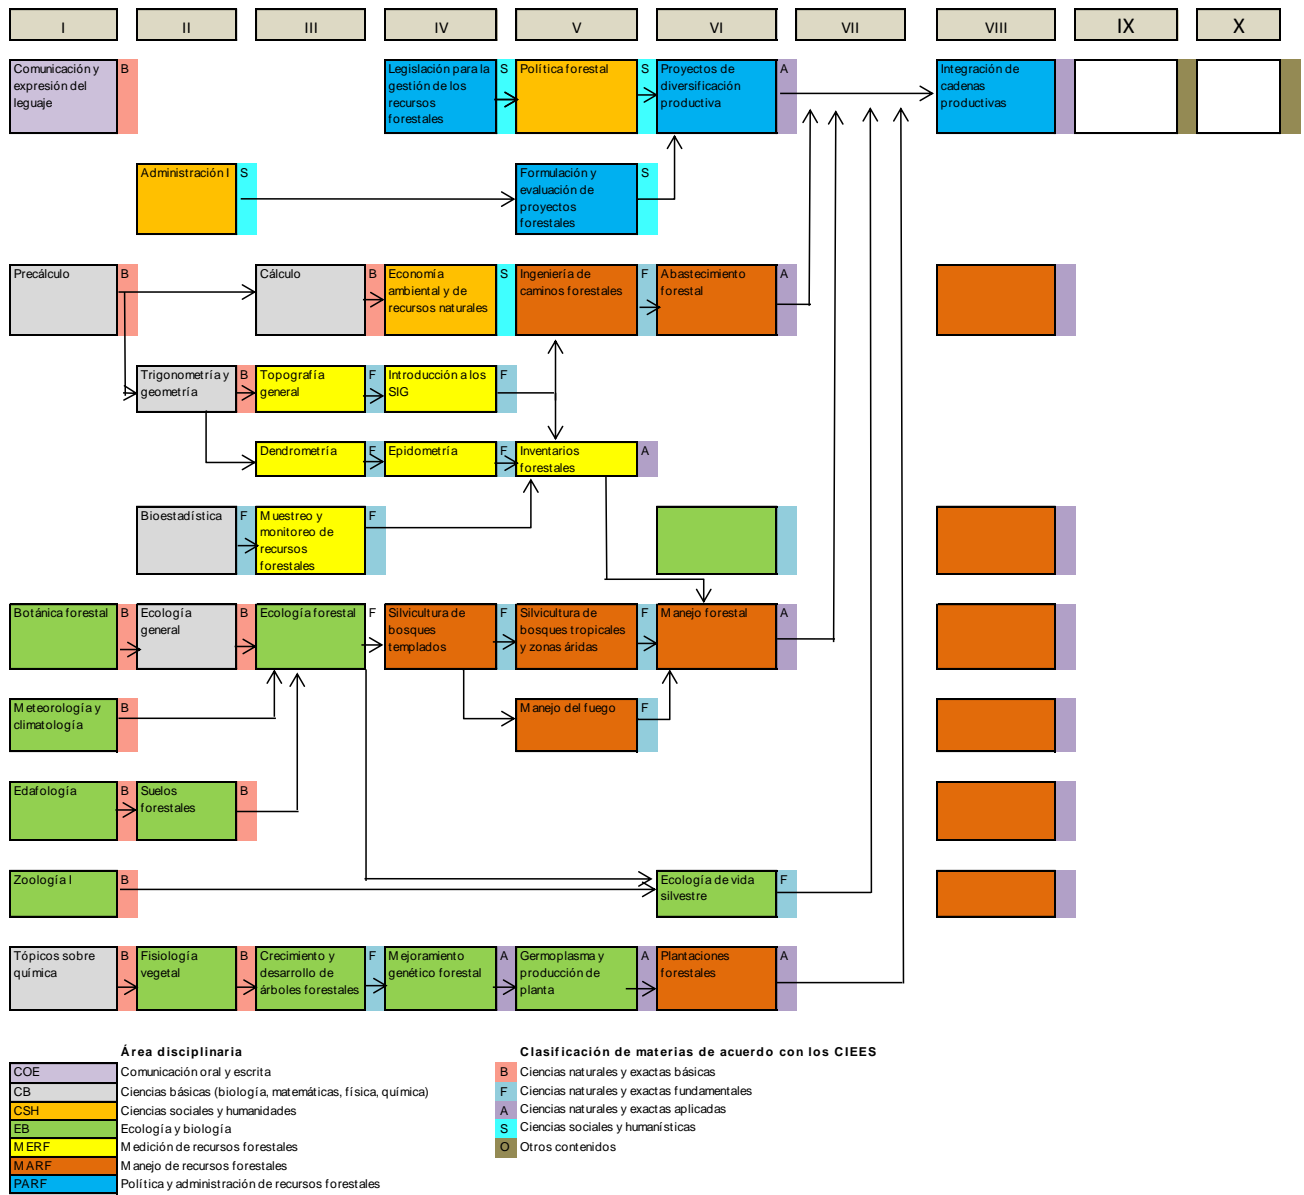 I II III IV V VI VII VIII IX X
Comunicación y
expresión del
leguaje
B
Legislación para la
gestión de los
recursos
forestales
S
Política forestal
S
Proyectos de
diversificación
productiva
A
Integración de
cadenas
productivas
Administración I
S
Formulación y
evaluación de
proyectos
forestales
S
Precálculo
B
Cálculo
B
Economía
ambiental y de
recursos naturales
S
Ingeniería de
caminos forestales
F
Abastecimiento
forestal
A
Trigonometría y
geometría
B
Topografía
general
F
Introducción a los
SIG
F
Dendrometría
F
Epidometría
F
Inventarios
forestales
A
Bioestadística
F
Muestreo y
monitoreo de
recursos
forestales
F
Botánica forestal
B
Ecología
general
B
Ecología forestal
F
Silvicultura de
bosques
templados
F
Silvicultura de
bosques tropicales
y zonas áridas
F
Manejo forestal
A
Meteorología y
climatología
B
Manejo del fuego
F
Edafología
B
Suelos
forestales
B
Zoología I
B
Ecología de vida
silvestre
F
Tópicos sobre
química
B
Fisiología
vegetal
B
Crecimiento y
desarrollo de
árboles forestales
F
Mejoramiento
genético forestal
A
Germoplasma y
producción de
planta
A
Plantaciones
forestales
A
Área disciplinaria
COE Comunicación oral y escrita
CB Ciencias básicas (biología, matemáticas, física, química)
CSH Ciencias sociales y humanidades
EB Ecología y biología
MERF Medición de recursos forestales
MARF Manejo de recursos forestales
PARF Política y administración de recursos forestales
Clasificación de materias de acuerdo con los CIEES
B Ciencias naturales y exactas básicas
F Ciencias naturales y exactas fundamentales
A Ciencias naturales y exactas aplicadas
S Ciencias sociales y humanísticas
O Otros contenidos